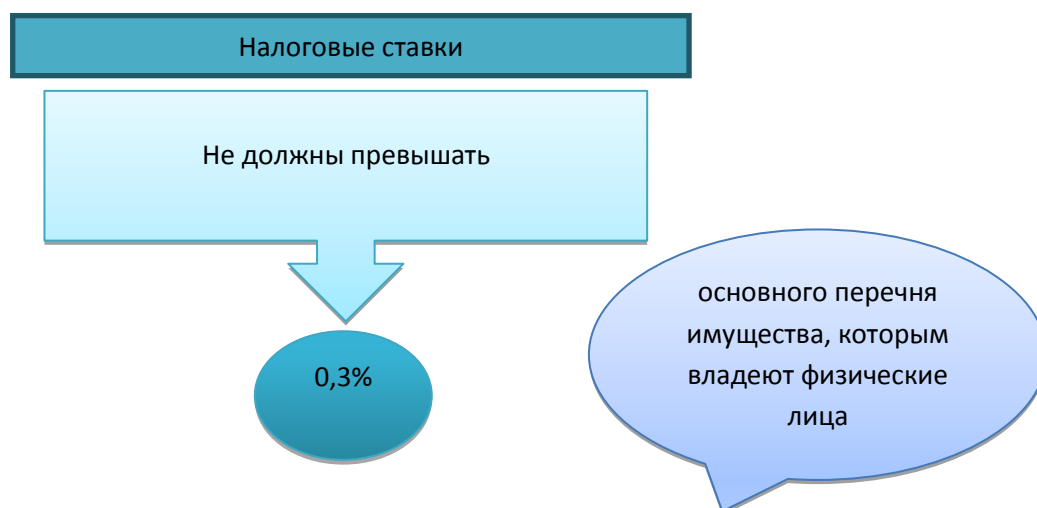 Налоговые ставки
Не должны превышать
0,3%
основного перечня
имущества, которым
владеют физические
лица